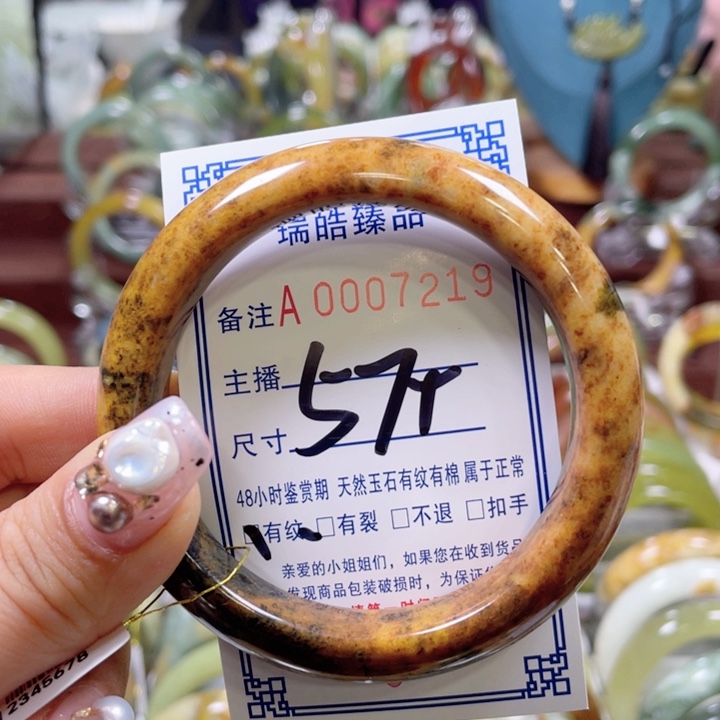 瑞皓臻品
备注 A 0007219
主播
尺寸 57
48小时鉴赏期 天然玉石有纹有棉 属于正常
☑有纹 □有裂 □不退 □扣手
亲爱的小姐姐们，如果您在收到货品
发现商品包装破损时，为保证
12345678